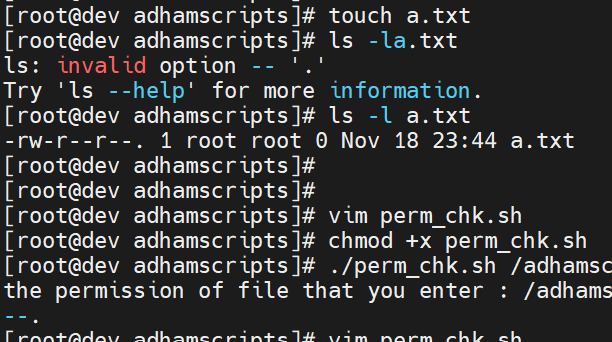 [root@dev adhamscripts]# touch a.txt
[root@dev adhamscripts]# ls -la.txt
ls: invalid option -- '.'
Try 'ls --help' for more information.
[root@dev adhamscripts]# ls -l a.txt
-rw-r--r--. 1 root root 0 Nov 18 23:44 a.txt
[root@dev adhamscripts]#
[root@dev adhamscripts]#
[root@dev adhamscripts]# vim perm_chk.sh
[root@dev adhamscripts]# chmod +x perm_chk.sh
[root@dev adhamscripts]# ./perm_chk.sh /adhamsc
the permission of file that you enter : /adhams
--.
[root@dev adhamscripts]# vim perm_chk.sh